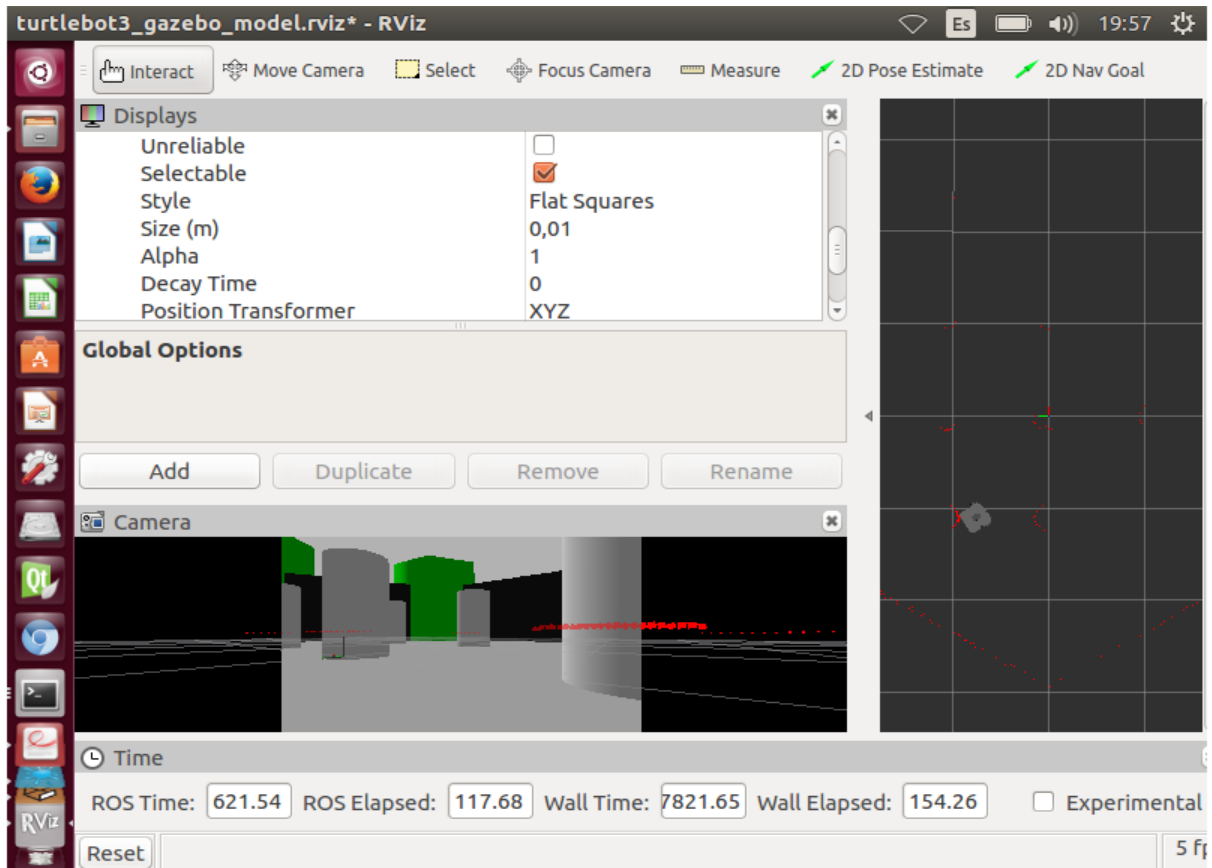 turtlebot3_gazebo_model.rviz* - RViz
Es
19:57
Interact Move Camera Select Focus Camera Measure 2D Pose Estimate 2D Nav Goal
Displays
Unreliable
Selectable
Style Flat Squares
Size (m) 0,01
Alpha 1
Decay Time 0
Position Transformer XYZ
Global Options
Add Duplicate Remove Rename
Camera
Time
ROS Time: 621.54 ROS Elapsed: 117.68 Wall Time: 7821.65 Wall Elapsed: 154.26 Experimental
Reset
5 fp
A
Qt
>_
RViz